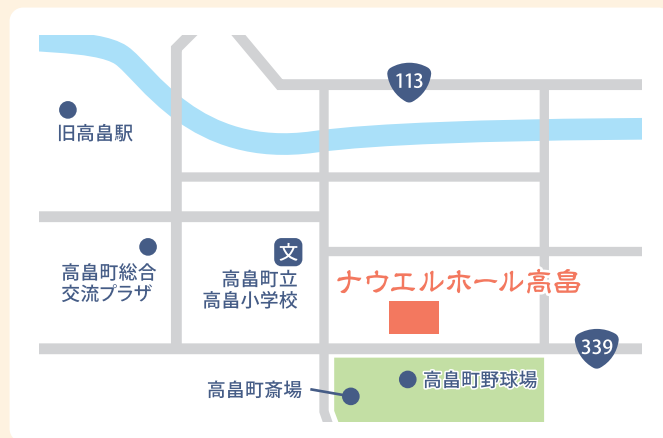 113
旧高畠駅
文
高畠町総合
交流プラザ
高畠町立
高畠小学校
ナウエルホール高畠
339
高畠町野球場
高畠町斎場